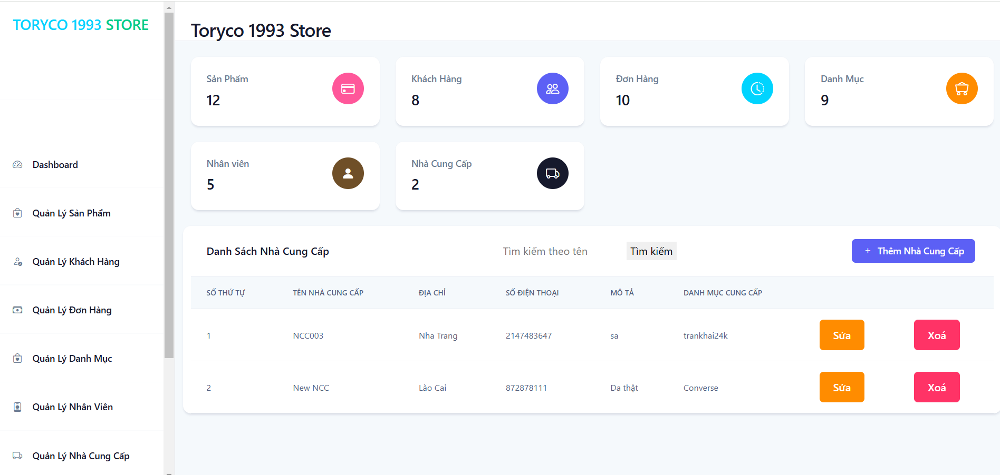 TORYCO 1993 STORE
Dashboard
Quản Lý Sản Phẩm
Quản Lý Khách Hàng
Quản Lý Đơn Hàng
Quản Lý Danh Mục
Quản Lý Nhân Viên
Quản Lý Nhà Cung Cấp
Toryco 1993 Store
Sản Phẩm
12
Khách Hàng
8
Đơn Hàng
10
Danh Mục
9
Nhân viên
5
Nhà Cung Cấp
2
Danh Sách Nhà Cung Cấp Tìm kiếm theo tên Tìm kiếm + Thêm Nhà Cung Cấp
SỐ THỨ TỰ TÊN NHÀ CUNG CẤP ĐỊA CHỈ SỐ ĐIỆN THOẠI MÔ TẢ DANH MỤC CUNG CẤP
1 NCC003 Nha Trang 2147483647 sa trankhai24k Sửa Xoá
2 New NCC Lào Cai 872878111 Da thật Converse Sửa Xoá